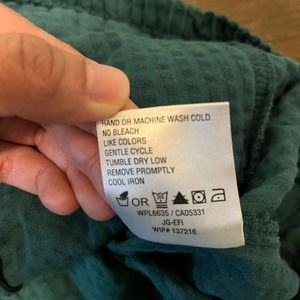 HAND OR MACHINE WASH COLD
NO BLEACH
LIKE COLORS
GENTLE CYCLE
TUMBLE DRY LOW
REMOVE PROMPTLY
COOL IRON
OR
WPL6635 / CA05331
JG-EFI
WIP# 137216